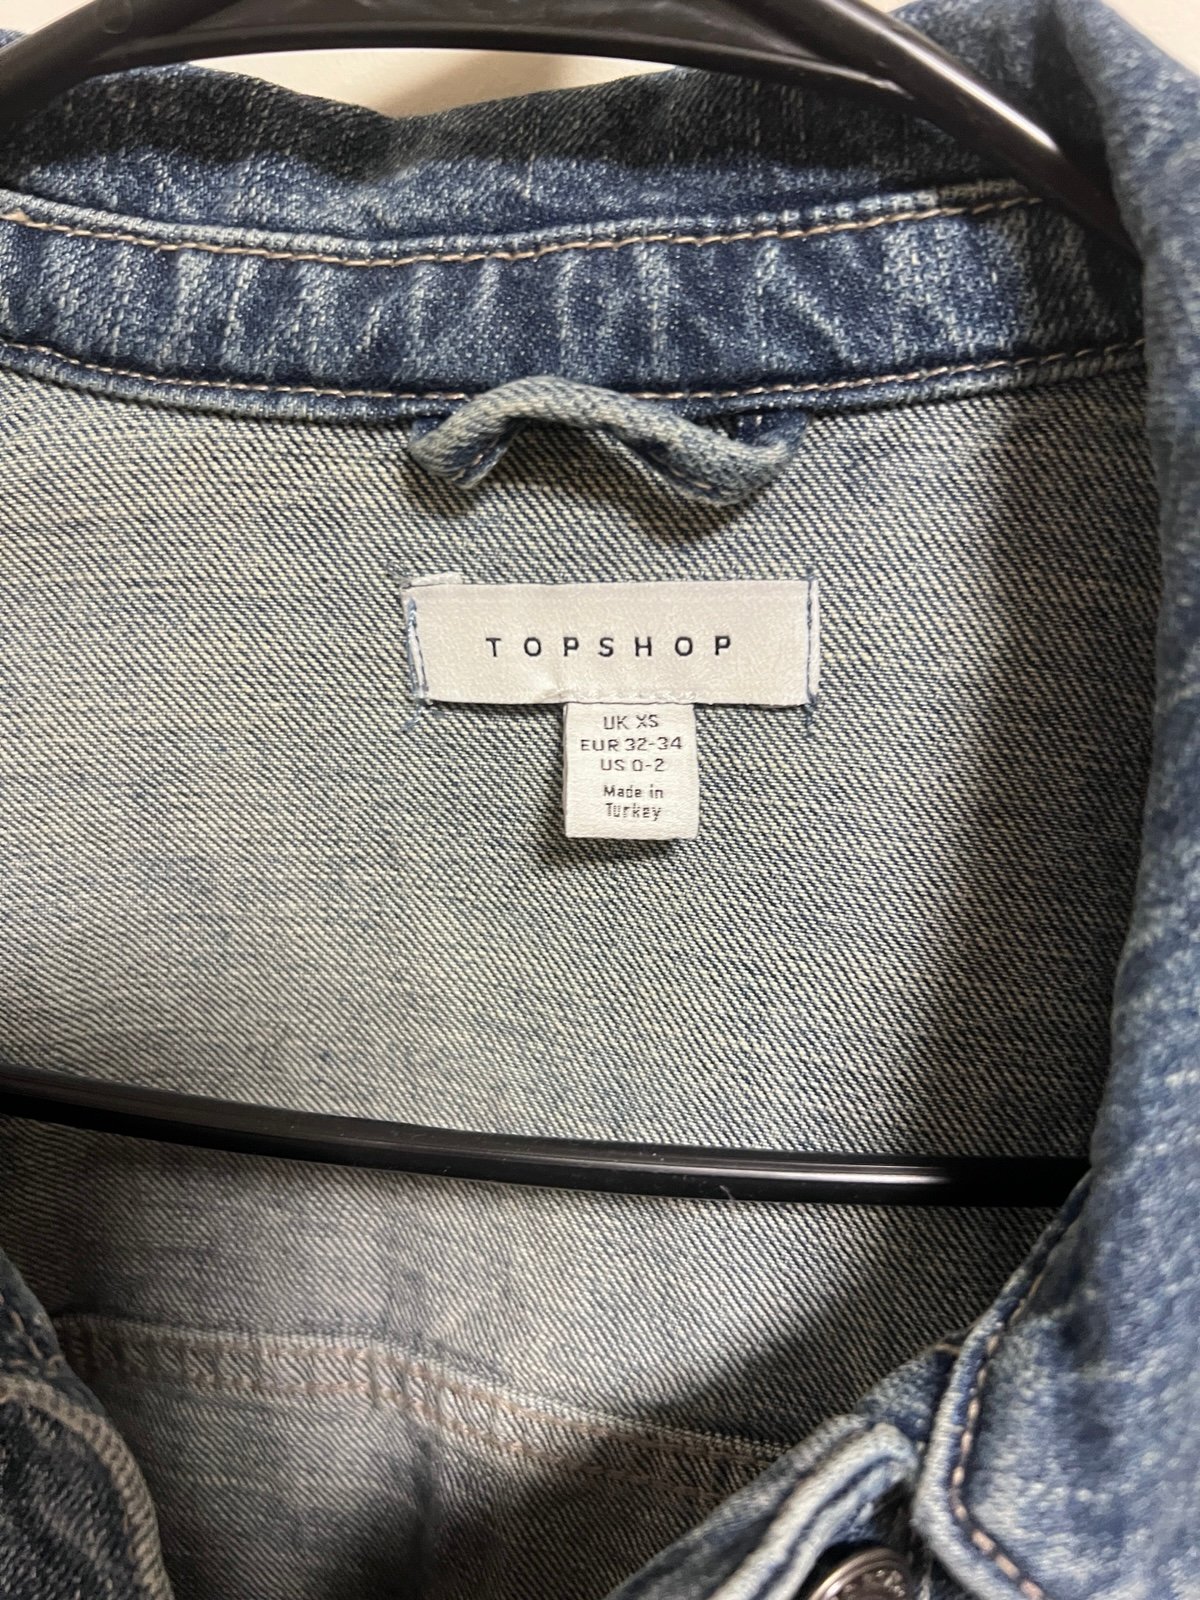 TOPSHOP
UK XS
EUR 32-34
US 0-2
Made in
Turkey